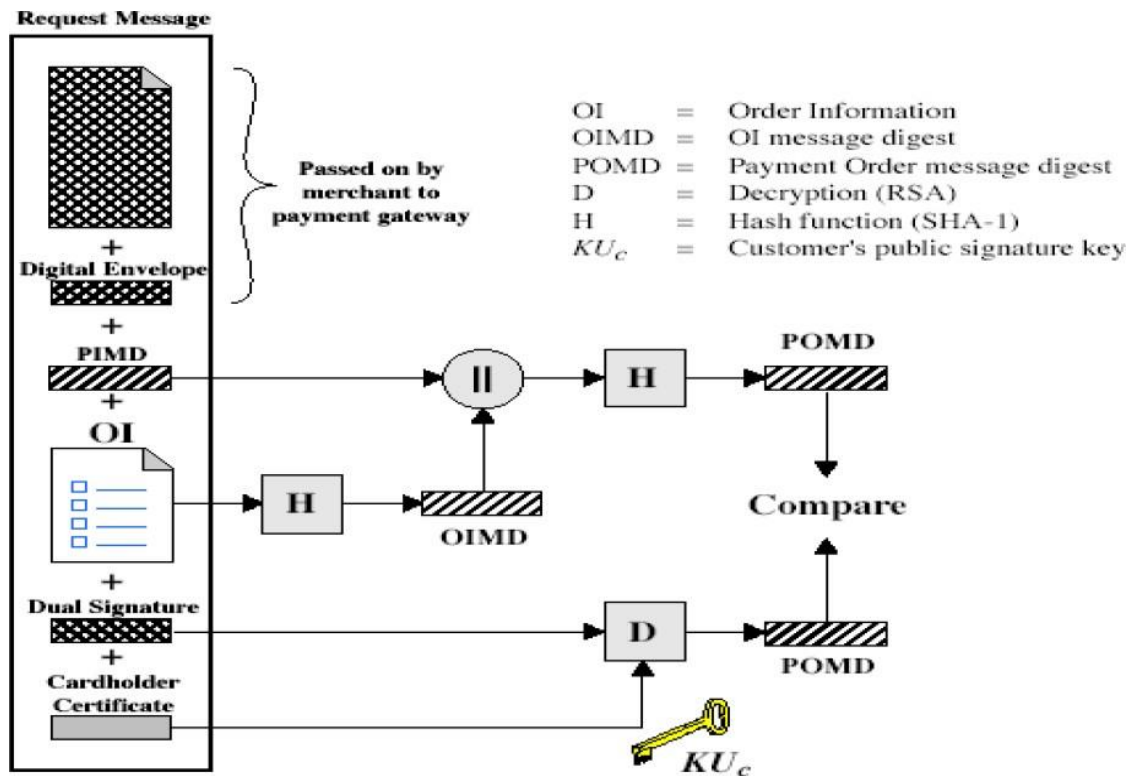 Request Message
OI = Order Information
OIMD = OI message digest
POMD = Payment Order message digest
D = Decryption (RSA)
H = Hash function (SHA-1)
KUc = Customer's public signature key
Passed on by
merchant to
payment gateway
+
Digital Envelope
+
PIMD
+
OI
||
H
POMD
H
OIMD
Compare
+
Dual Signature
+
D
POMD
Cardholder
Certificate
KUc